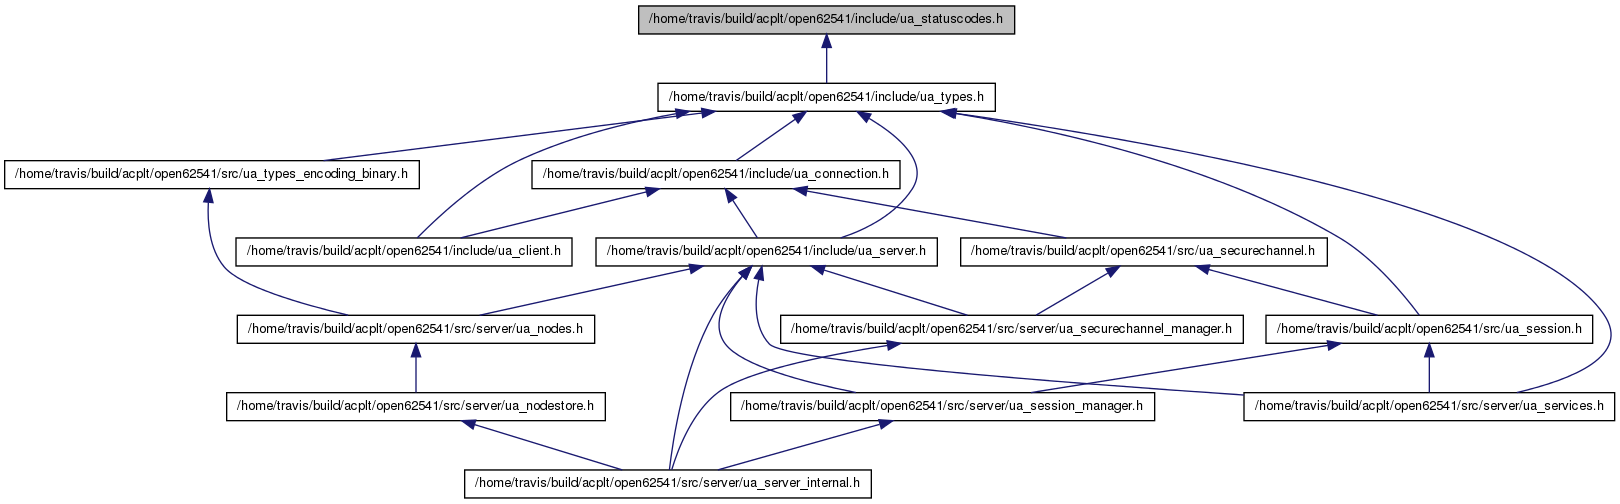 /home/travis/build/acplt/open62541/include/ua_statuscodes.h
/home/travis/build/acplt/open62541/include/ua_types.h
/home/travis/build/acplt/open62541/src/ua_types_encoding_binary.h
/home/travis/build/acplt/open62541/include/ua_connection.h
/home/travis/build/acplt/open62541/include/ua_client.h
/home/travis/build/acplt/open62541/include/ua_server.h
/home/travis/build/acplt/open62541/src/ua_securechannel.h
/home/travis/build/acplt/open62541/src/server/ua_nodes.h
/home/travis/build/acplt/open62541/src/server/ua_securechannel_manager.h
/home/travis/build/acplt/open62541/src/ua_session.h
/home/travis/build/acplt/open62541/src/server/ua_nodestore.h
/home/travis/build/acplt/open62541/src/server/ua_session_manager.h
/home/travis/build/acplt/open62541/src/server/ua_services.h
/home/travis/build/acplt/open62541/src/server/ua_server_internal.h